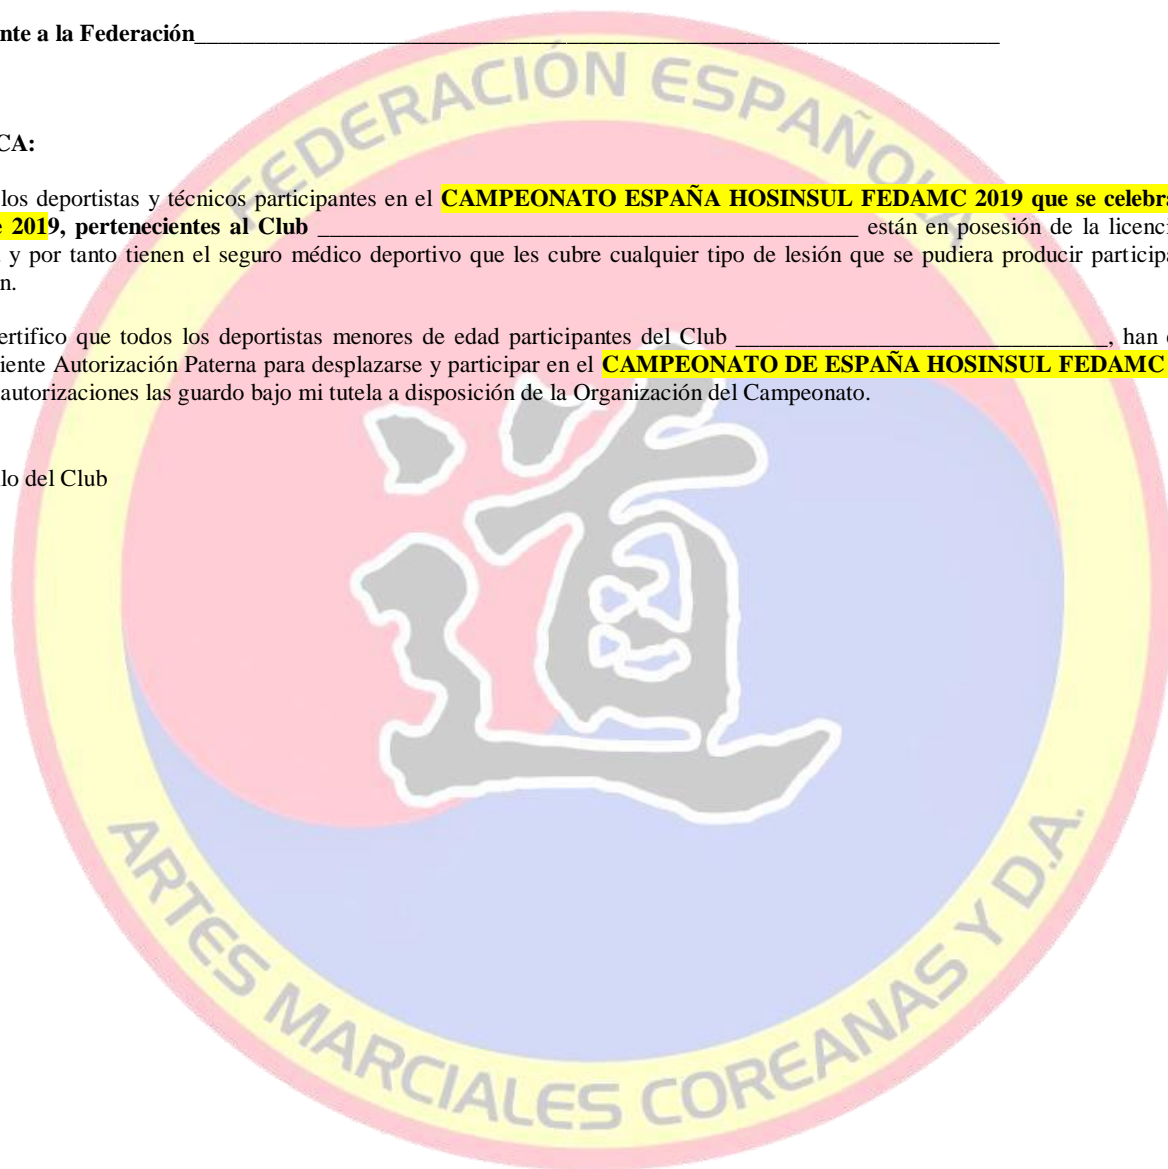 nte a la Federación
CA:
los deportistas y técnicos participantes en el CAMPEONATO ESPAÑA HOSINSUL FEDAMC 2019 que se celebra
2019, pertenecientes al Club ______ están en posesión de la licenci
y por tanto tienen el seguro médico deportivo que les cubre cualquier tipo de lesión que se pudiera producir participa
n.
ertifico que todos los deportistas menores de edad participantes del Club ______, han
iente Autorización Paterna para desplazarse y participar en el CAMPEONATO DE ESPAÑA HOSINSUL FEDAMC
autorizaciones las guardo bajo mi tutela a disposición de la Organización del Campeonato.
lo del Club
FEDERACIÓN ESPAÑOLA
道
ARTES MARCIALES COREANAS Y D.A.